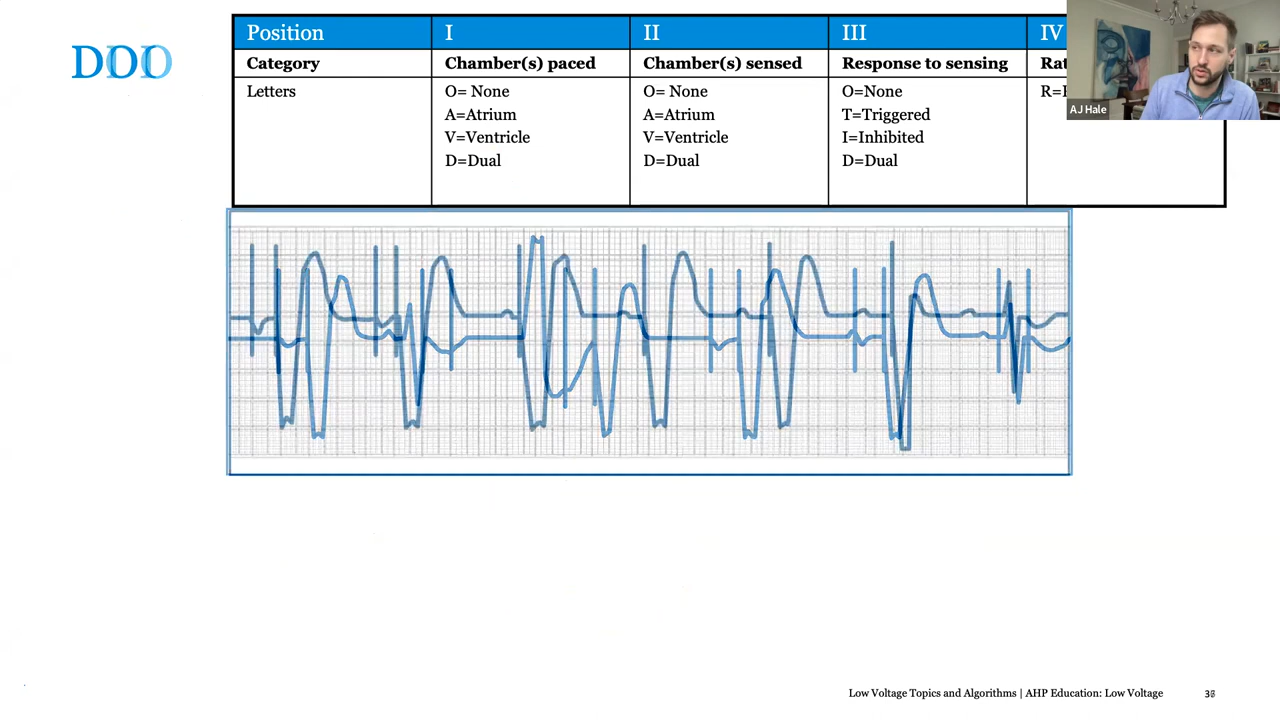 Position I II III IV
Category Chamber(s) paced Chamber(s) sensed Response to sensing
Letters O= None O= None O=None
A=Atrium A=Atrium T=Triggered
V=Ventricle V=Ventricle I=Inhibited
D=Dual D=Dual D=Dual
AJ Hale
Low Voltage Topics and Algorithms | AHP Education: Low Voltage